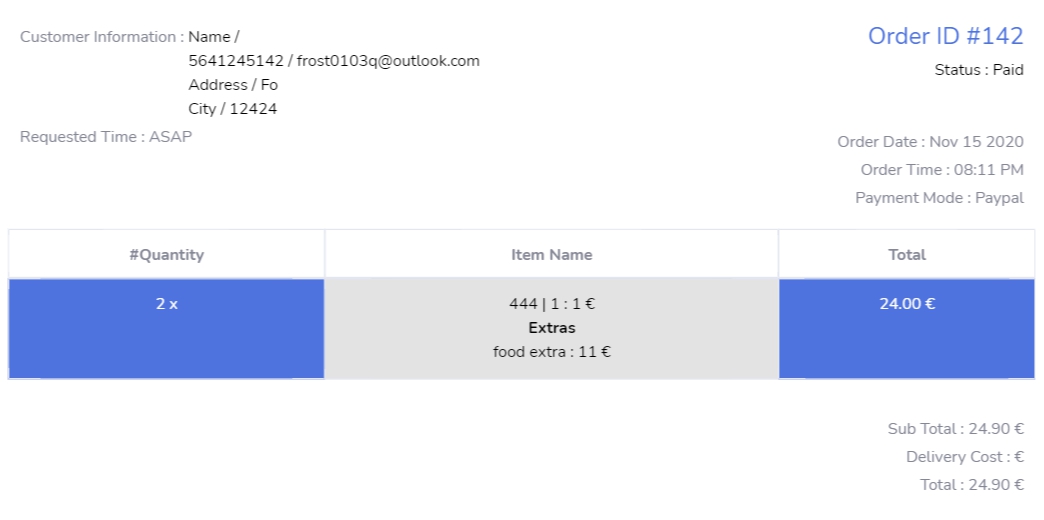 Customer Information : Name /
5641245142 / frost0103q@outlook.com
Address / Fo
City / 12424
Requested Time : ASAP
Order ID #142
Status : Paid
Order Date : Nov 15 2020
Order Time : 08:11 PM
Payment Mode : Paypal
#Quantity Item Name Total
2 x 444 | 1 : 1 € 24.00 €
Extras
food extra : 11 €
Sub Total : 24.90 €
Delivery Cost : €
Total : 24.90 €